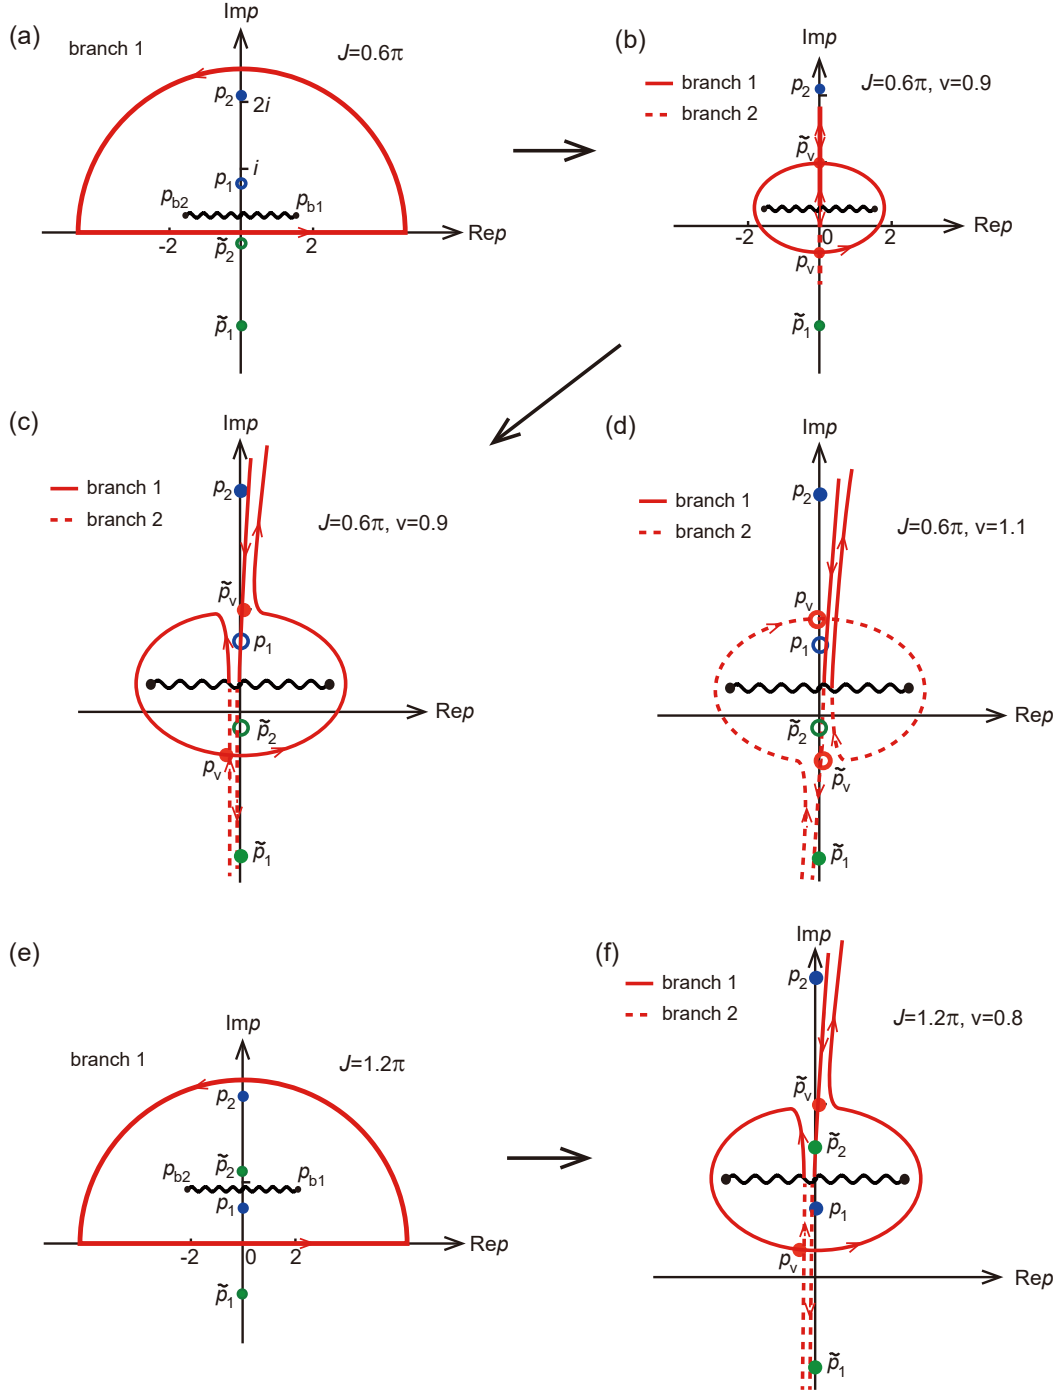 (a)
Imp
branch 1
J=0.6π
p2
2i
i
p1
pb2
pb1
-2
0
2
Rep
p̃2
p̃1
(b)
Imp
branch 1
branch 2
J=0.6π, v=0.9
p2
p̃v
-2
0
2
Rep
pv
p̃1
(c)
Imp
branch 1
branch 2
p2
J=0.6π, v=0.9
p̃v
p1
Rep
p̃2
pv
p̃1
(d)
Imp
branch 1
branch 2
p2
J=0.6π, v=1.1
pv
p1
Rep
p̃2
p̃v
p̃1
(e)
Imp
branch 1
J=1.2π
p2
p̃2
pb2
pb1
p1
-2
0
2
Rep
p̃1
(f)
Imp
branch 1
branch 2
p2
J=1.2π, v=0.8
p̃v
p̃2
p1
pv
Rep
p̃1